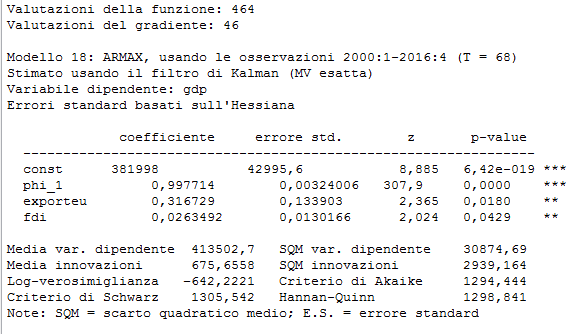 Valutazioni della funzione: 464
Valutazioni del gradiente: 46
Modello 18: ARMAX, usando le osservazioni 2000:1-2016:4 (T = 68)
Stimato usando il filtro di Kalman (MV esatta)
Variabile dipendente: gdp
Errori standard basati sull'Hessiana
coefficiente errore std. z p-value
---------------------------------------------------------------
const 381998 42995,6 8,885 6,42e-019 ***
phi_1 0,997714 0,00324006 307,9 0,0000 ***
exporteu 0,316729 0,133903 2,365 0,0180 **
fdi 0,0263492 0,0130166 2,024 0,0429 **
Media var. dipendente 413502,7 SQM var. dipendente 30874,69
Media innovazioni 675,6558 SQM innovazioni 2939,164
Log-verosimiglianza -642,2221 Criterio di Akaike 1294,444
Criterio di Schwarz 1305,542 Hannan-Quinn 1298,841
Note: SQM = scarto quadratico medio; E.S. = errore standard